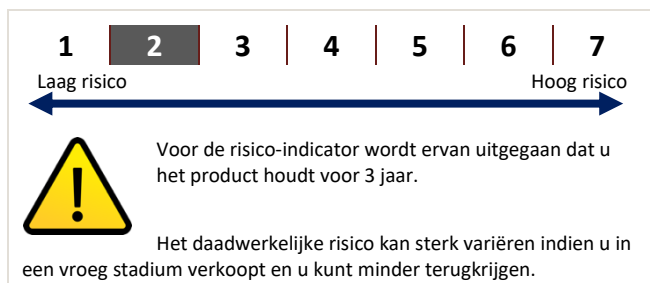 1 2 3 4 5 6 7
Laag risico Hoog risico
Voor de risico-indicator wordt ervan uitgegaan dat u
het product houdt voor 3 jaar.
Het daadwerkelijke risico kan sterk variëren indien u in
een vroeg stadium verkoopt en u kunt minder terugkrijgen.